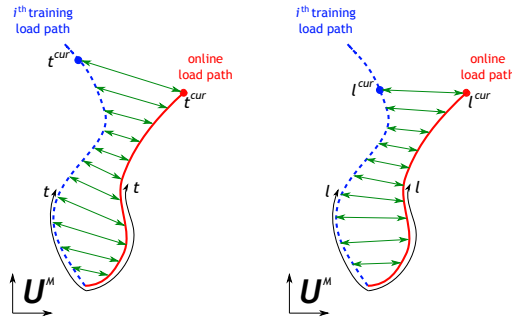 i^th training
load path
t^cur
online
load path
t^cur
t
t
U^M
i^th training
load path
l^cur
online
load path
l^cur
l
l
U^M